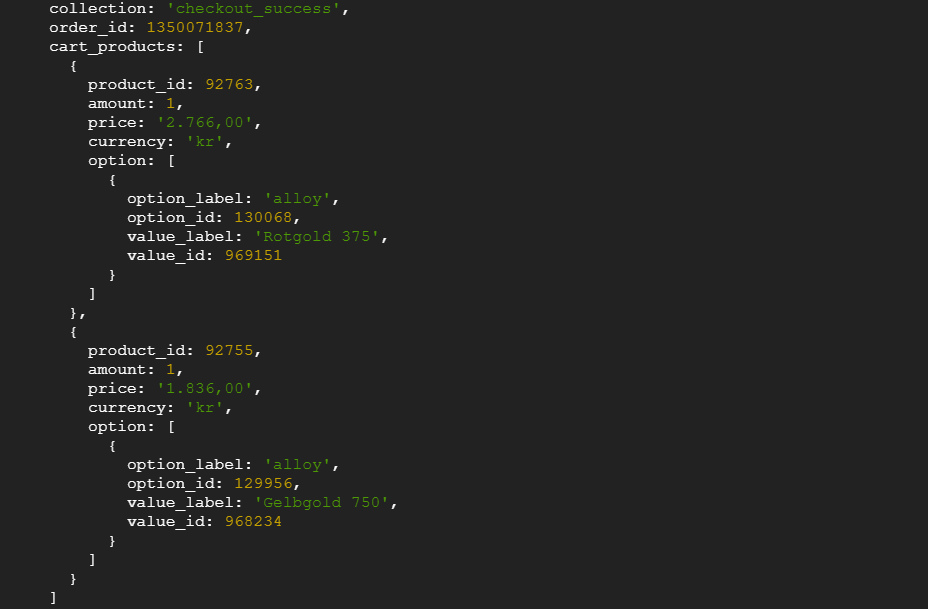 collection: 'checkout_success',
order_id: 1350071837,
cart_products: [
{
product_id: 92763,
amount: 1,
price: '2.766,00',
currency: 'kr',
option: [
{
option_label: 'alloy',
option_id: 130068,
value_label: 'Rotgold 375',
value_id: 969151
}
]
},
{
product_id: 92755,
amount: 1,
price: '1.836,00',
currency: 'kr',
option: [
{
option_label: 'alloy',
option_id: 129956,
value_label: 'Gelbgold 750',
value_id: 968234
}
]
}
]